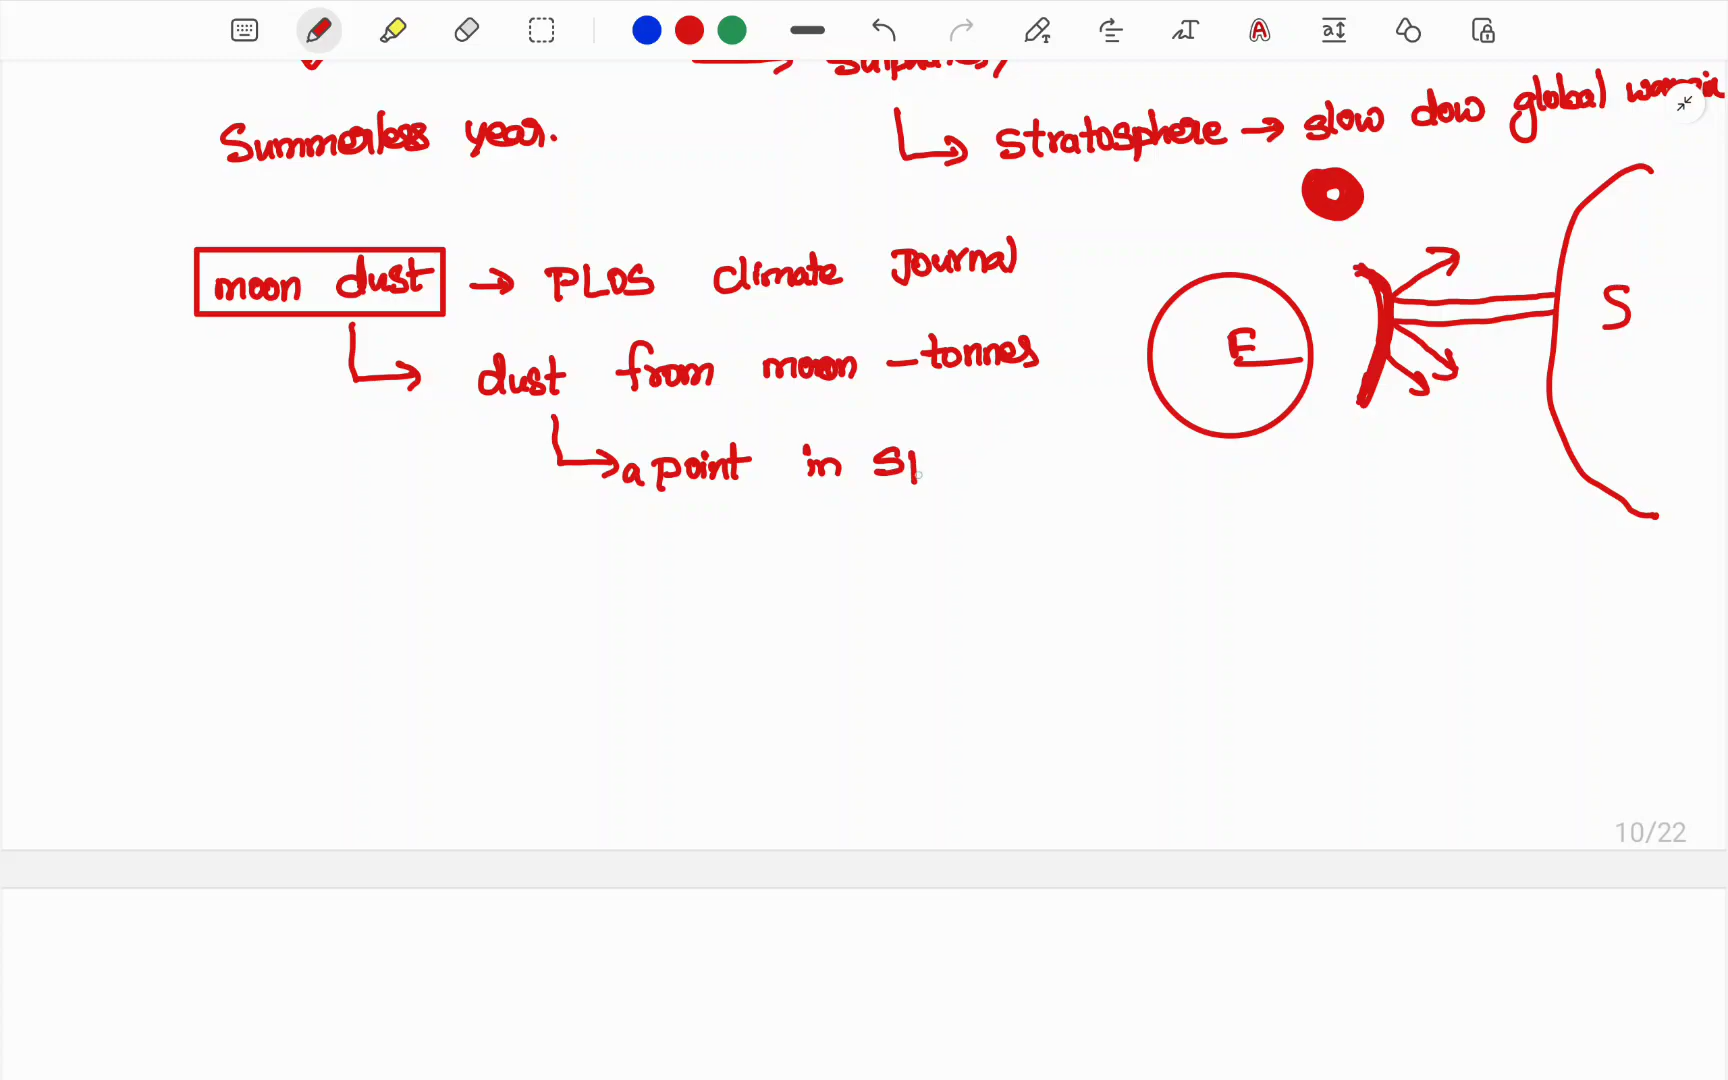 Summerless year.
Stratosphere → slow dow global
moon dust → PLOS climate Journal
dust from moon - tonnes
E
S
a point in
10/22